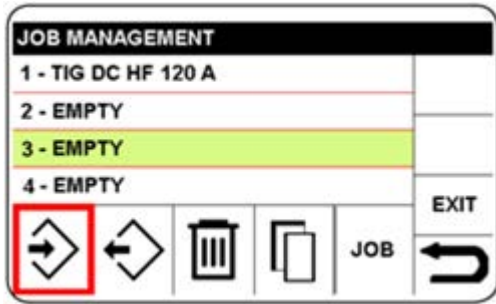 JOB MANAGEMENT
1 - TIG DC HF 120 A
2 - EMPTY
3 - EMPTY
4 - EMPTY
EXIT
JOB